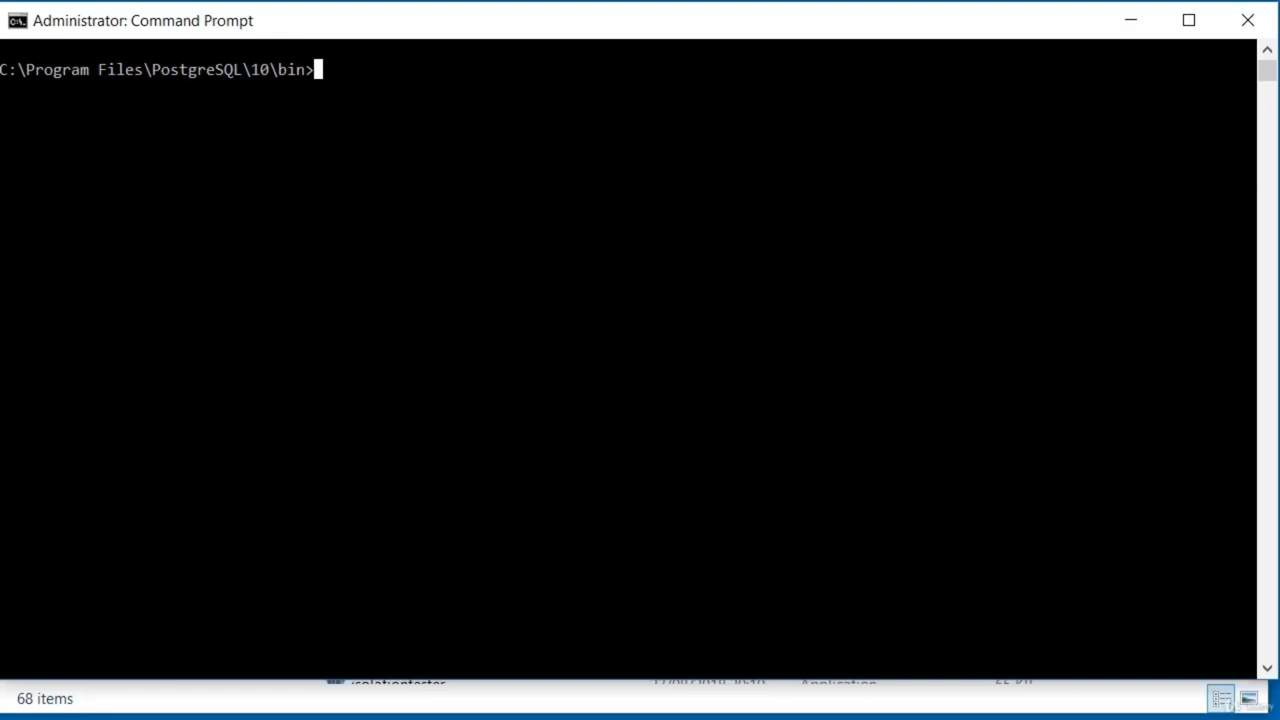 Administrator: Command Prompt
C:\Program Files\PostgreSQL\10\bin>
68 items